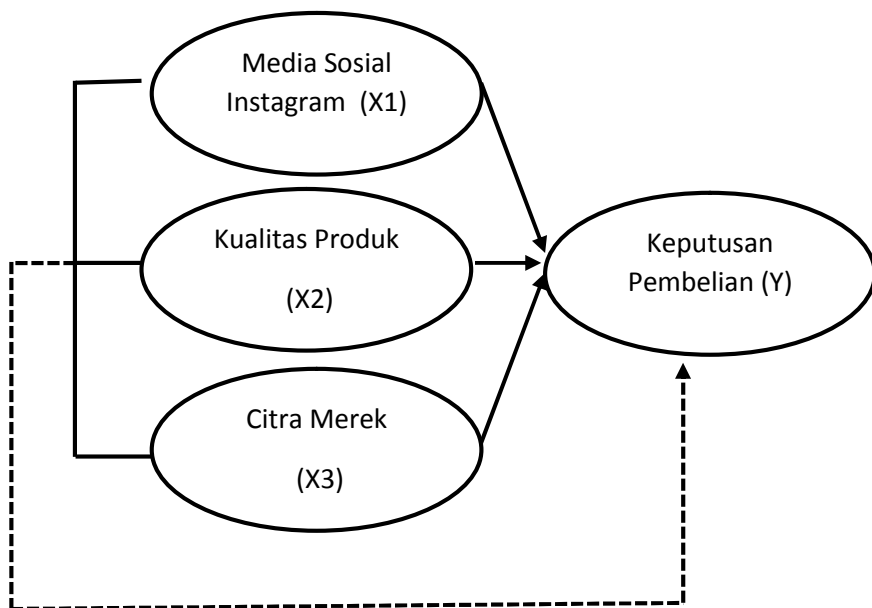 Media Sosial
Instagram  (X1)
Kualitas Produk
(X2)
Keputusan
Pembelian (Y)
Citra Merek
(X3)